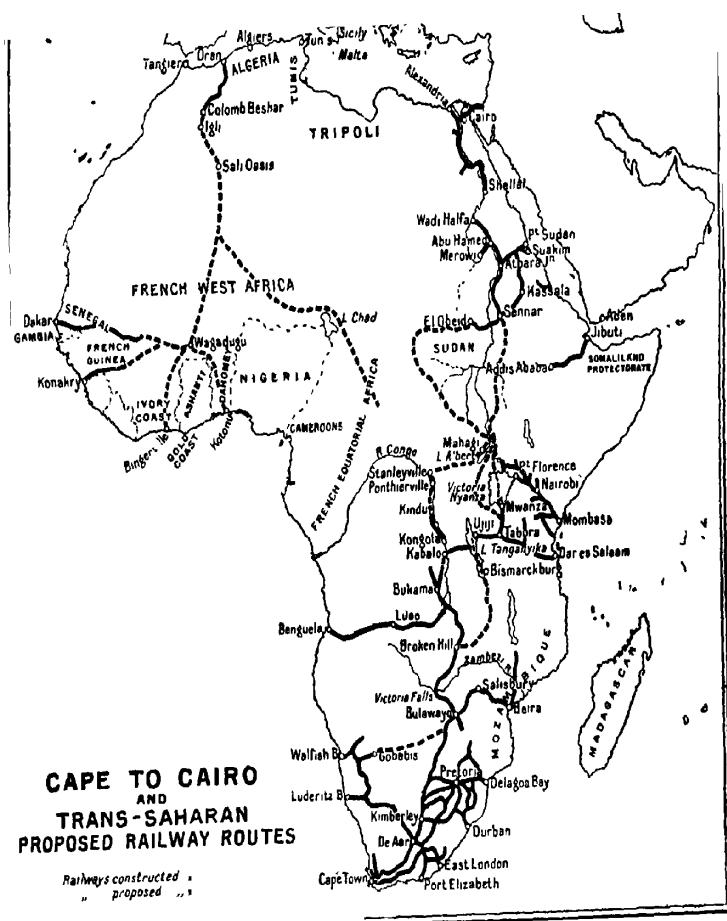 Algiers
Tunis
Sicily
Malta
Oran
Tangiers
ALGERIA
TUNIS
Alexandria
Colomb Beshar
Igli
TRIPOLI
Cairo
Sali Oasis
Shellal
Wadi Halfa
Pt Sudan
Abu Hamed
Suakim
Merowi
Atbara Jn
FRENCH WEST AFRICA
Kassala
Dakar
SENEGAL
L Chad
El Obeid
Sennar
Aden
Jibuti
GAMBIA
FRENCH
GUINEA
Wagadugu
SUDAN
SOMALILND
PROTECTORATE
Konakry
DAHOMEY
NIGERIA
Addis Ababa
IVORY
COAST
ASHANTI
FRENCH EQUATORIAL AFRICA
Bingerville
GOLD
COAST
Kotonu
CAMEROONS
Mahagi
L Albert
R Congo
Stanleyville
Ponthierville
Pt Florence
Nairobi
Victoria
Nyanza
Kindu
Mwanza
Mombasa
Ujiji
Tabora
Kongola
Kabalo
L Tanganyika
Dar es Salaam
Bismarckburg
Bukama
Benguela
Broken Hill
Zambezi R
MOZAMBIQUE
MADAGASCAR
Salisbury
Victoria Falls
Bulawayo
Beira
Walfish B
Gobabis
Pretoria
Delagoa Bay
Luderitz B
Kimberley
Durban
De Aar
East London
Cape Town
Port Elizabeth
CAPE TO CAIRO
AND
TRANS-SAHARAN
PROPOSED RAILWAY ROUTES
Railways constructed
" proposed "